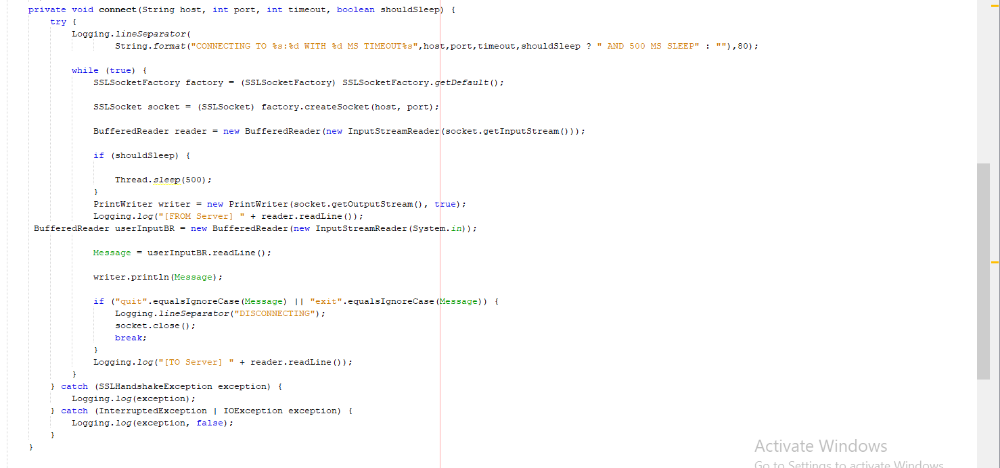 private void connect(String host, int port, int timeout, boolean shouldSleep) {
try {
Logging.lineSeparator(
String.format("CONNECTING TO %s:%d WITH %d MS TIMEOUT%s",host,port,timeout,shouldSleep ? " AND 500 MS SLEEP" : ""),80);
while (true) {
SSLSocketFactory factory = (SSLSocketFactory) SSLSocketFactory.getDefault();
SSLSocket socket = (SSLSocket) factory.createSocket(host, port);
BufferedReader reader = new BufferedReader(new InputStreamReader(socket.getInputStream()));
if (shouldSleep) {
Thread.sleep(500);
}
PrintWriter writer = new PrintWriter(socket.getOutputStream(), true);
Logging.log("[FROM Server] " + reader.readLine());
BufferedReader userInputBR = new BufferedReader(new InputStreamReader(System.in));
Message = userInputBR.readLine();
writer.println(Message);
if ("quit".equalsIgnoreCase(Message) || "exit".equalsIgnoreCase(Message)) {
Logging.lineSeparator("DISCONNECTING");
socket.close();
break;
}
Logging.log("[TO Server] " + reader.readLine());
}
} catch (SSLHandshakeException exception) {
Logging.log(exception);
} catch (InterruptedException | IOException exception) {
Logging.log(exception, false);
}
}
Activate Windows
Go to Settings to activate Windows